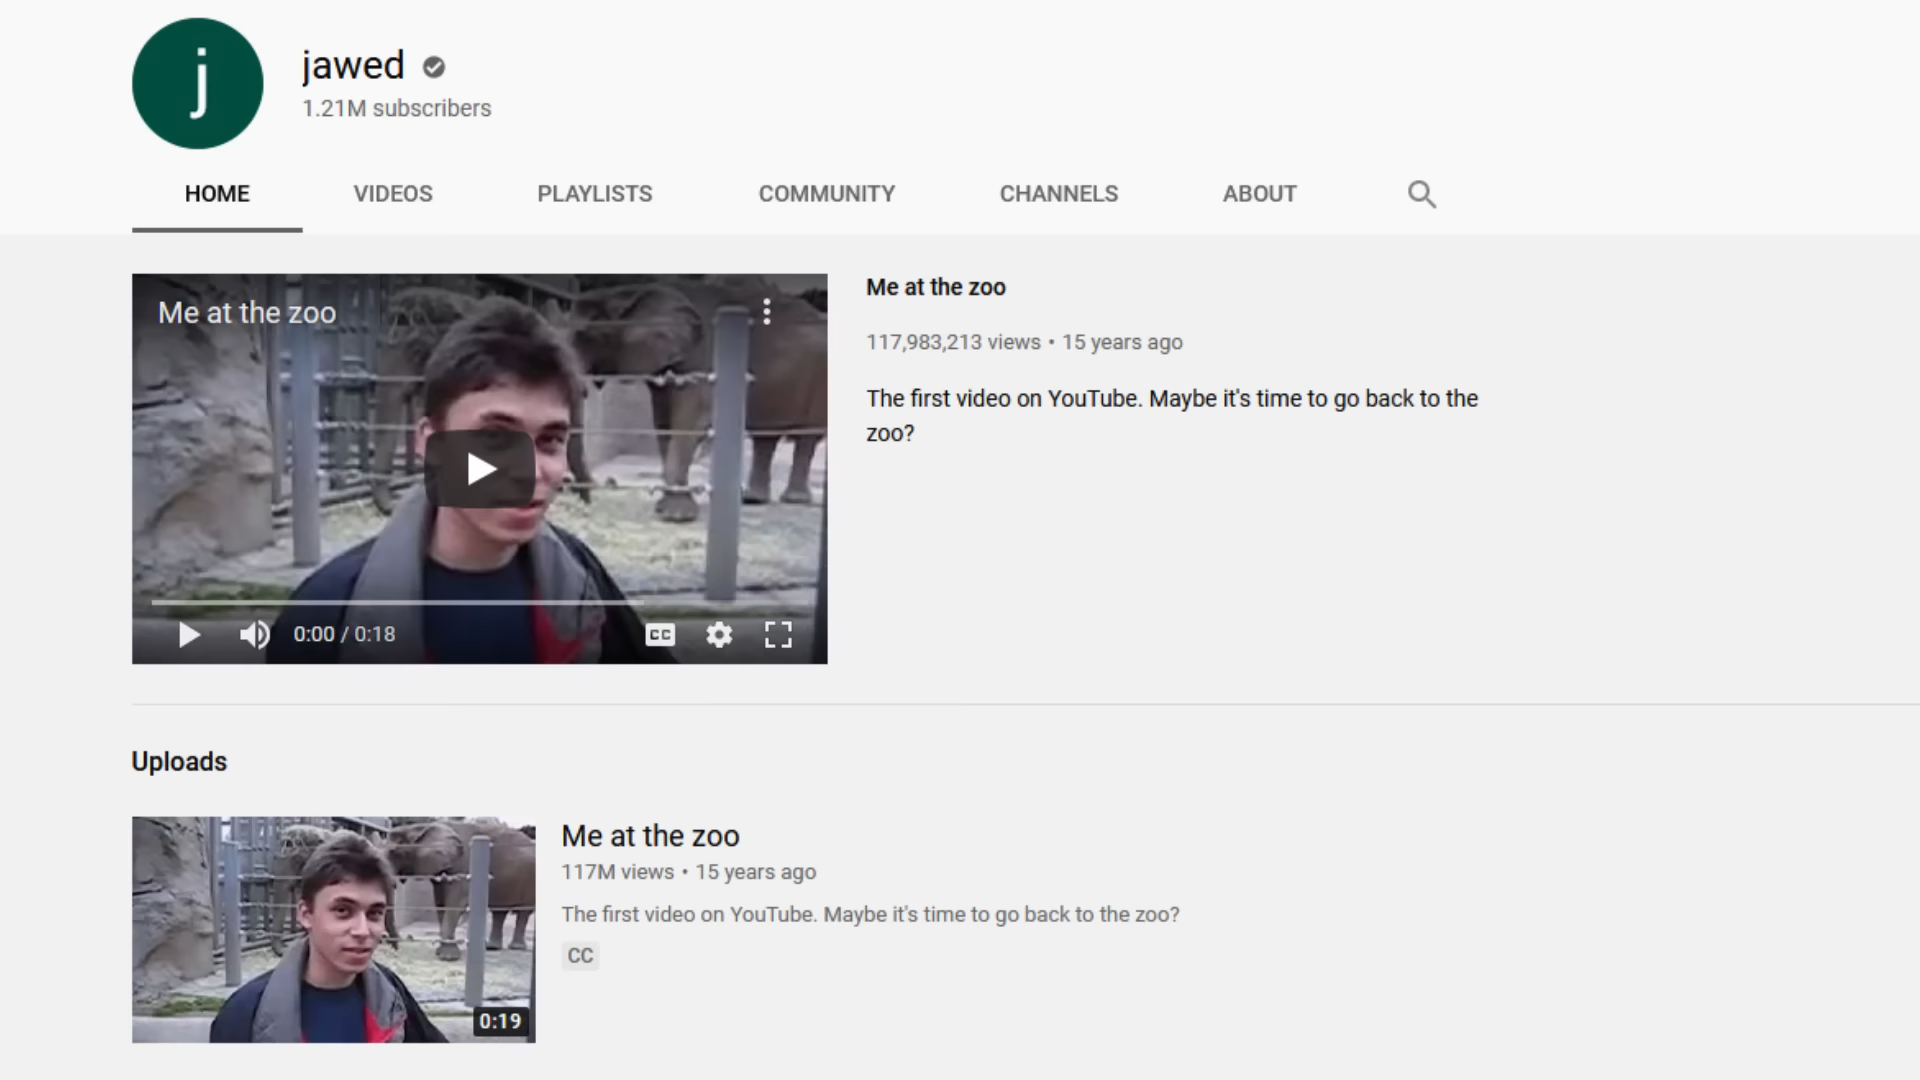 j
jawed
1.21M subscribers
HOME
VIDEOS
PLAYLISTS
COMMUNITY
CHANNELS
ABOUT
Me at the zoo
0:00 / 0:18
CC
Me at the zoo
117,983,213 views • 15 years ago
The first video on YouTube. Maybe it's time to go back to the
zoo?
Uploads
0:19
Me at the zoo
117M views • 15 years ago
The first video on YouTube. Maybe it's time to go back to the zoo?
CC